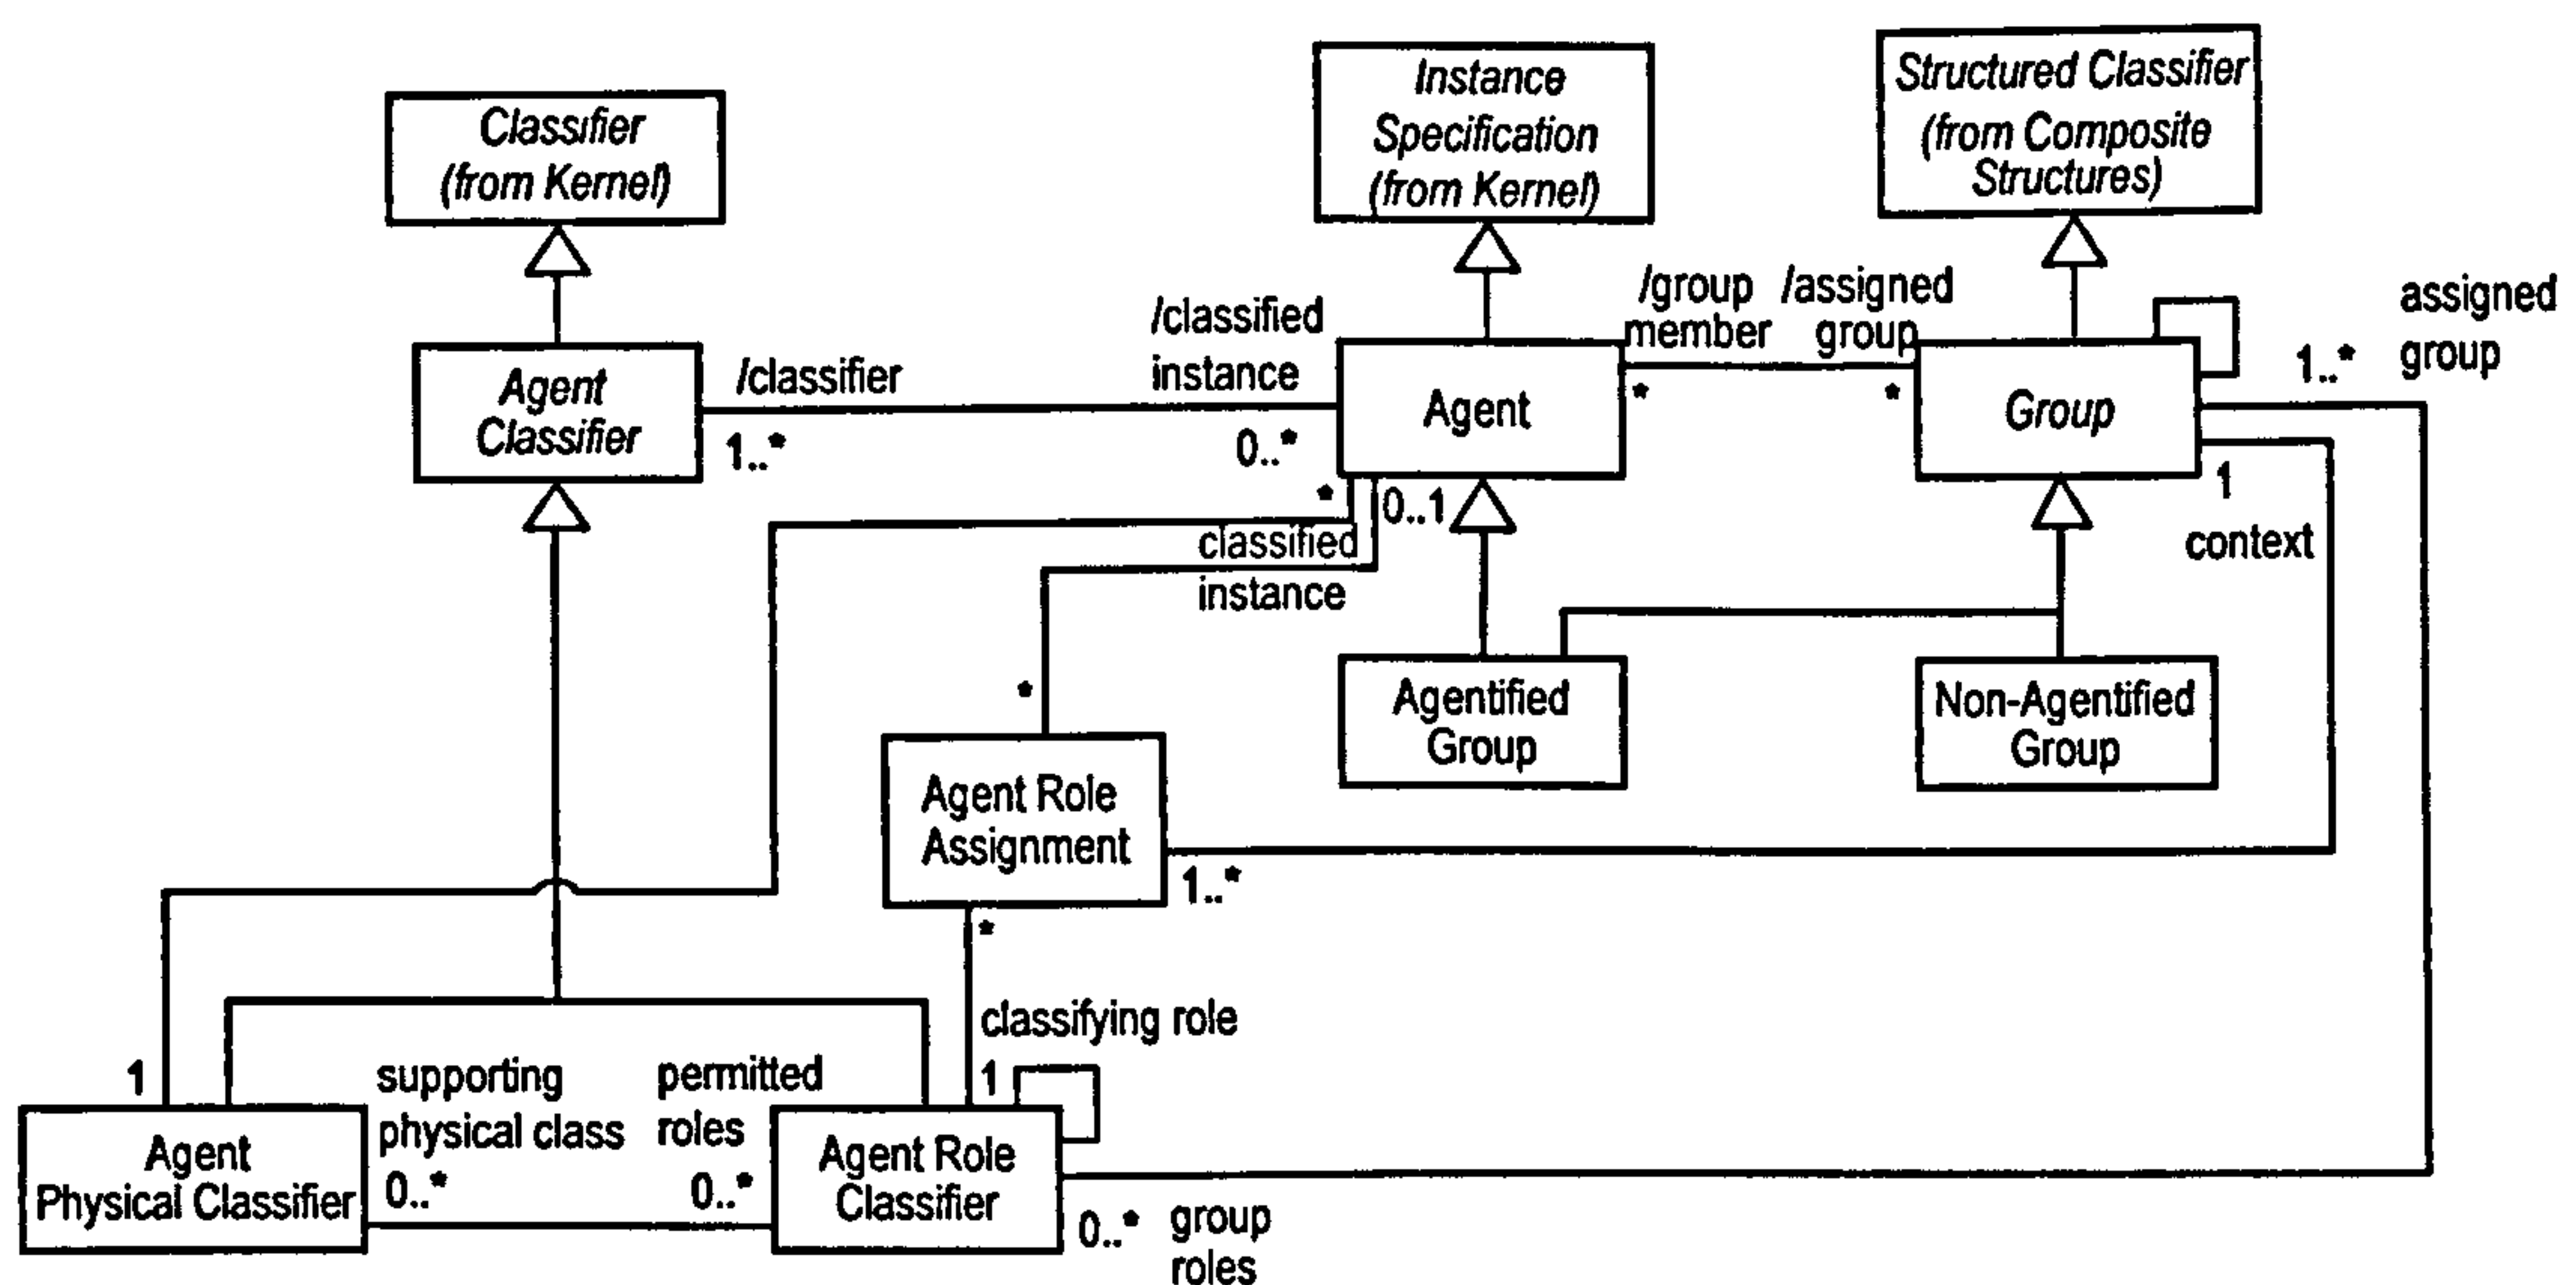 Classifier
(from Kernel)
Instance
Specification
(from Kernel)
Structured Classifier
(from Composite
Structures)
Agent
Classifier
/classifier
1..*
/classified
instance
0..*
Agent
/group
member
*
/assigned
group
*
Group
1..*
assigned
group
1
context
*
0..1
classified
instance
*
Agentified
Group
Non-Agentified
Group
Agent Role
Assignment
1..*
*
classifying role
1
1
supporting
physical class
0..*
permitted
roles
0..*
Agent
Physical Classifier
Agent Role
Classifier
0..*
group
roles